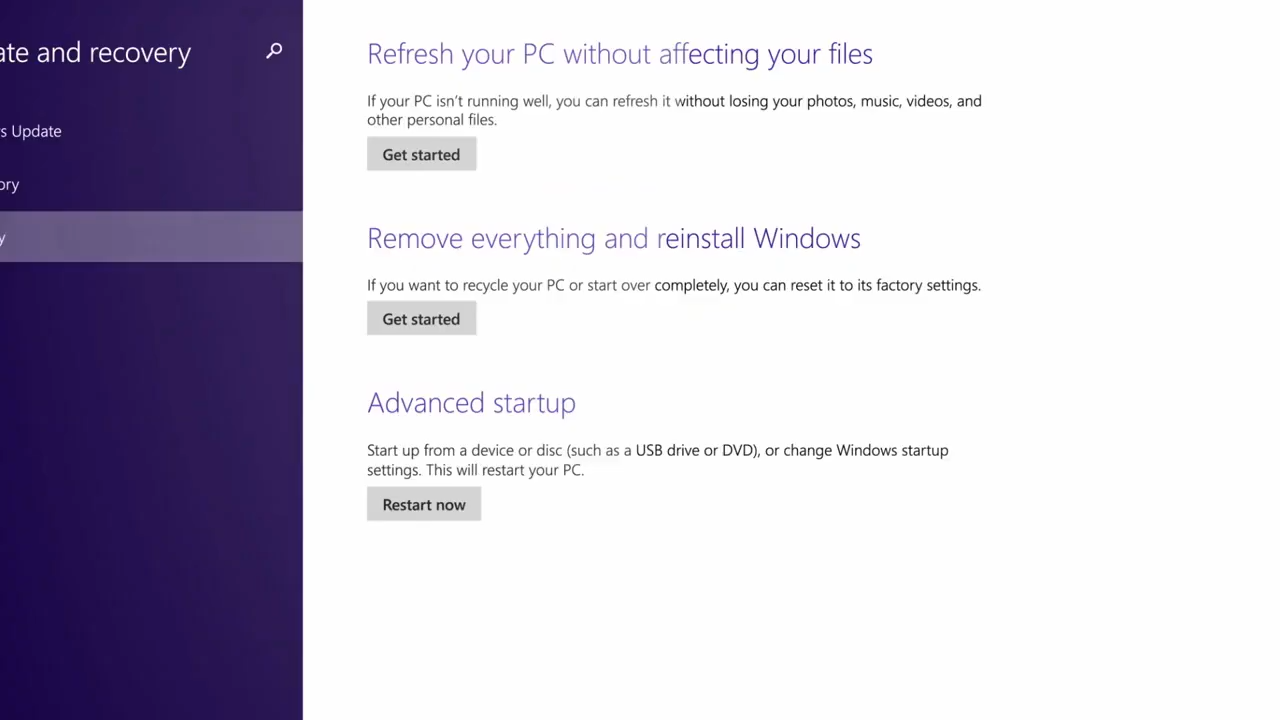 ate and recovery
s Update
ory
y
Refresh your PC without affecting your files
If your PC isn't running well, you can refresh it without losing your photos, music, videos, and
other personal files.
Get started
Remove everything and reinstall Windows
If you want to recycle your PC or start over completely, you can reset it to its factory settings.
Get started
Advanced startup
Start up from a device or disc (such as a USB drive or DVD), or change Windows startup
settings. This will restart your PC.
Restart now